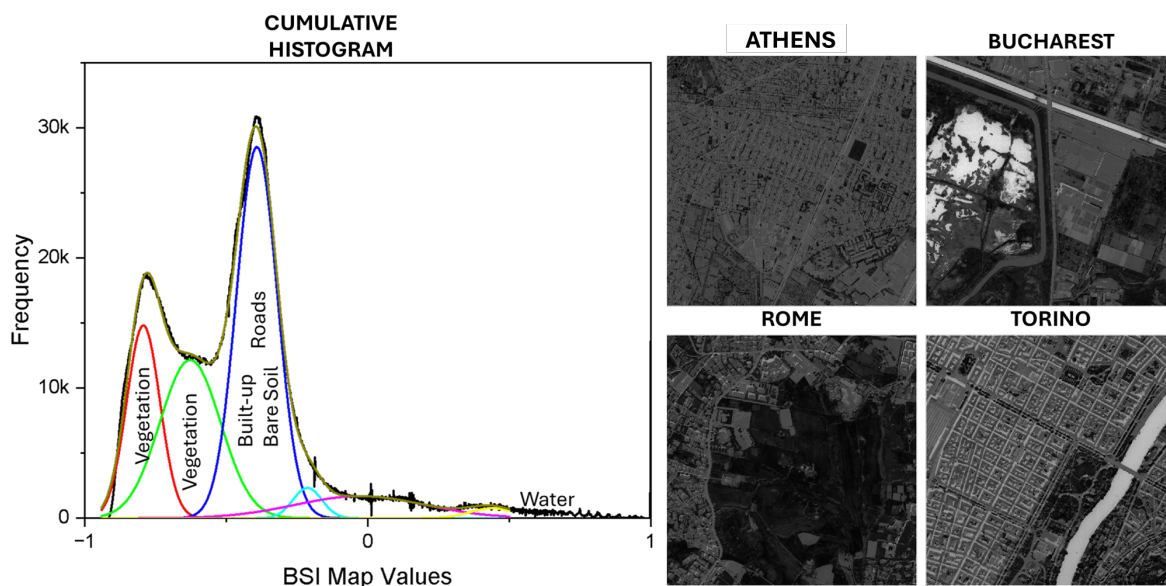 CUMULATIVE
HISTOGRAM
Frequency
30k
20k
10k
0
Vegetation
Vegetation
Built-up
Bare Soil
Roads
Water
−1
0
1
BSI Map Values
ATHENS
BUCHAREST
ROME
TORINO